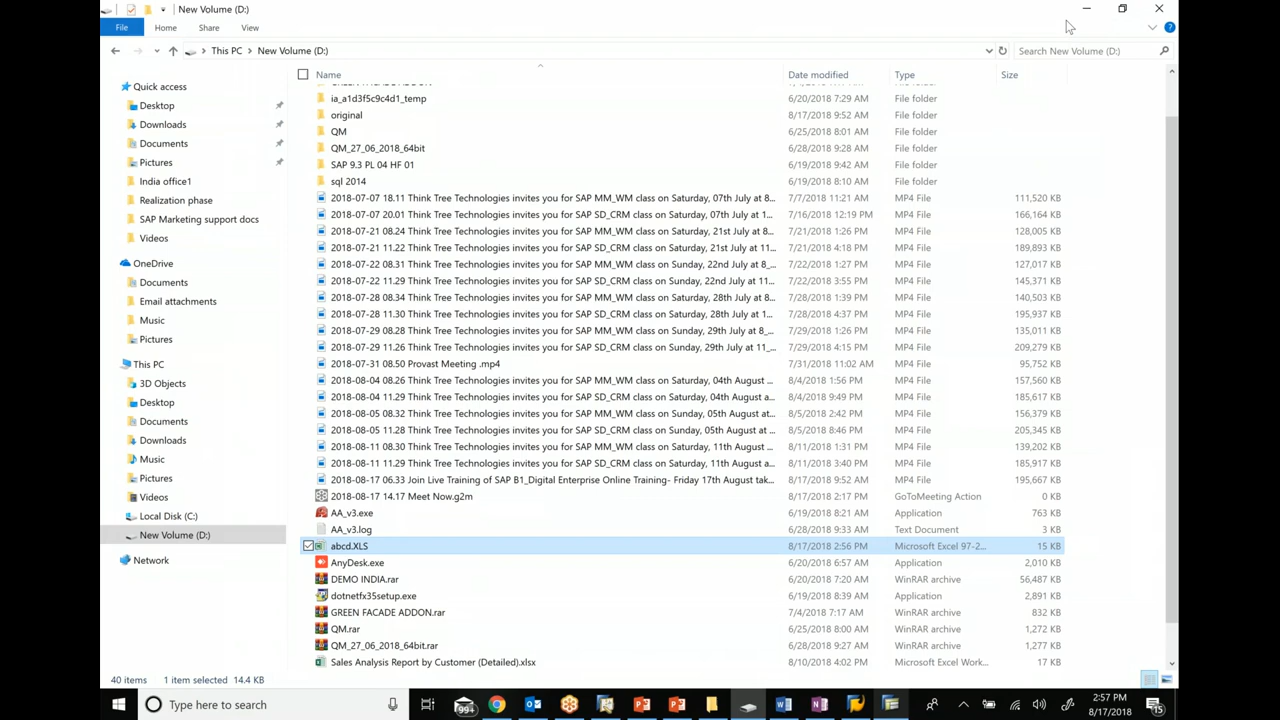 New Volume (D:)
File Home Share View
This PC New Volume (D:) Search New Volume (D:)
Name Date modified Type Size
Quick access
Desktop
Downloads
Documents
Pictures
India office1
Realization phase
SAP Marketing support docs
Videos
OneDrive
Documents
Email attachments
Music
Pictures
This PC
3D Objects
Desktop
Documents
Downloads
Music
Pictures
Videos
Local Disk (C:)
New Volume (D:)
Network
ia_a1d3f5c9c4d1_temp 6/20/2018 7:29 AM File folder
original 8/17/2018 9:52 AM File folder
QM 6/25/2018 8:01 AM File folder
QM_27_06_2018_64bit 6/28/2018 9:28 AM File folder
SAP 9.3 PL 04 HF 01 6/19/2018 9:42 AM File folder
sql 2014 6/19/2018 8:10 AM File folder
2018-07-07 18.11 Think Tree Technologies invites you for SAP MM_WM class on Saturday, 07th July at 8... 7/7/2018 11:21 AM MP4 File 111,520 KB
2018-07-07 20.01 Think Tree Technologies invites you for SAP SD_CRM class on Saturday, 07th July at 1... 7/16/2018 12:19 PM MP4 File 166,164 KB
2018-07-21 08.24 Think Tree Technologies invites you for SAP MM_WM class on Saturday, 21st July at 8... 7/21/2018 1:26 PM MP4 File 128,005 KB
2018-07-21 11.22 Think Tree Technologies invites you for SAP SD_CRM class on Saturday, 21st July at 11... 7/21/2018 4:18 PM MP4 File 189,893 KB
2018-07-22 08.31 Think Tree Technologies invites you for SAP MM_WM class on Sunday, 22nd July at 8_... 7/22/2018 1:27 PM MP4 File 127,017 KB
2018-07-22 11.29 Think Tree Technologies invites you for SAP SD_CRM class on Sunday, 22nd July at 11... 7/22/2018 3:55 PM MP4 File 145,371 KB
2018-07-28 08.34 Think Tree Technologies invites you for SAP MM_WM class on Saturday, 28th July at 8... 7/28/2018 1:39 PM MP4 File 140,503 KB
2018-07-28 11.30 Think Tree Technologies invites you for SAP SD_CRM class on Saturday, 28th July at 1... 7/28/2018 4:37 PM MP4 File 195,937 KB
2018-07-29 08.28 Think Tree Technologies invites you for SAP MM_WM class on Sunday, 29th July at 8_... 7/29/2018 1:26 PM MP4 File 135,011 KB
2018-07-29 11.26 Think Tree Technologies invites you for SAP SD_CRM class on Sunday, 29th July at 11_... 7/29/2018 4:15 PM MP4 File 209,279 KB
2018-07-31 08.50 Provast Meeting .mp4 7/31/2018 11:02 AM MP4 File 95,752 KB
2018-08-04 08.26 Think Tree Technologies invites you for SAP MM_WM class on Saturday, 04th August ... 8/4/2018 1:56 PM MP4 File 157,560 KB
2018-08-04 11.29 Think Tree Technologies invites you for SAP SD_CRM class on Saturday, 04th August a... 8/4/2018 9:49 PM MP4 File 185,617 KB
2018-08-05 08.32 Think Tree Technologies invites you for SAP MM_WM class on Sunday, 05th August at... 8/5/2018 2:42 PM MP4 File 156,379 KB
2018-08-05 11.28 Think Tree Technologies invites you for SAP SD_CRM class on Sunday, 05th August at ... 8/5/2018 8:46 PM MP4 File 205,345 KB
2018-08-11 08.30 Think Tree Technologies invites you for SAP MM_WM class on Saturday, 11th August ... 8/11/2018 1:31 PM MP4 File 139,202 KB
2018-08-11 11.29 Think Tree Technologies invites you for SAP SD_CRM class on Saturday, 11th August a... 8/11/2018 3:40 PM MP4 File 185,917 KB
2018-08-17 06.33 Join Live Training of SAP B1_Digital Enterprise Online Training- Friday 17th August tak... 8/17/2018 9:52 AM MP4 File 195,667 KB
2018-08-17 14.17 Meet Now.g2m 8/17/2018 2:17 PM GoToMeeting Action 0 KB
AA_v3.exe 6/19/2018 8:21 AM Application 763 KB
AA_v3.log 6/28/2018 9:33 AM Text Document 3 KB
abcd.XLS 8/17/2018 2:56 PM Microsoft Excel 97-2... 15 KB
AnyDesk.exe 6/20/2018 6:57 AM Application 2,010 KB
DEMO INDIA.rar 6/20/2018 7:20 AM WinRAR archive 56,487 KB
dotnetfx35setup.exe 6/19/2018 8:39 AM Application 2,891 KB
GREEN FACADE ADDON.rar 7/4/2018 7:17 AM WinRAR archive 832 KB
QM.rar 6/25/2018 8:00 AM WinRAR archive 1,272 KB
QM_27_06_2018_64bit.rar 6/28/2018 9:27 AM WinRAR archive 1,277 KB
Sales Analysis Report by Customer (Detailed).xlsx 8/10/2018 4:02 PM Microsoft Excel Work... 17 KB
40 items 1 item selected 14.4 KB
Type here to search
99+
2:57 PM
8/17/2018
15